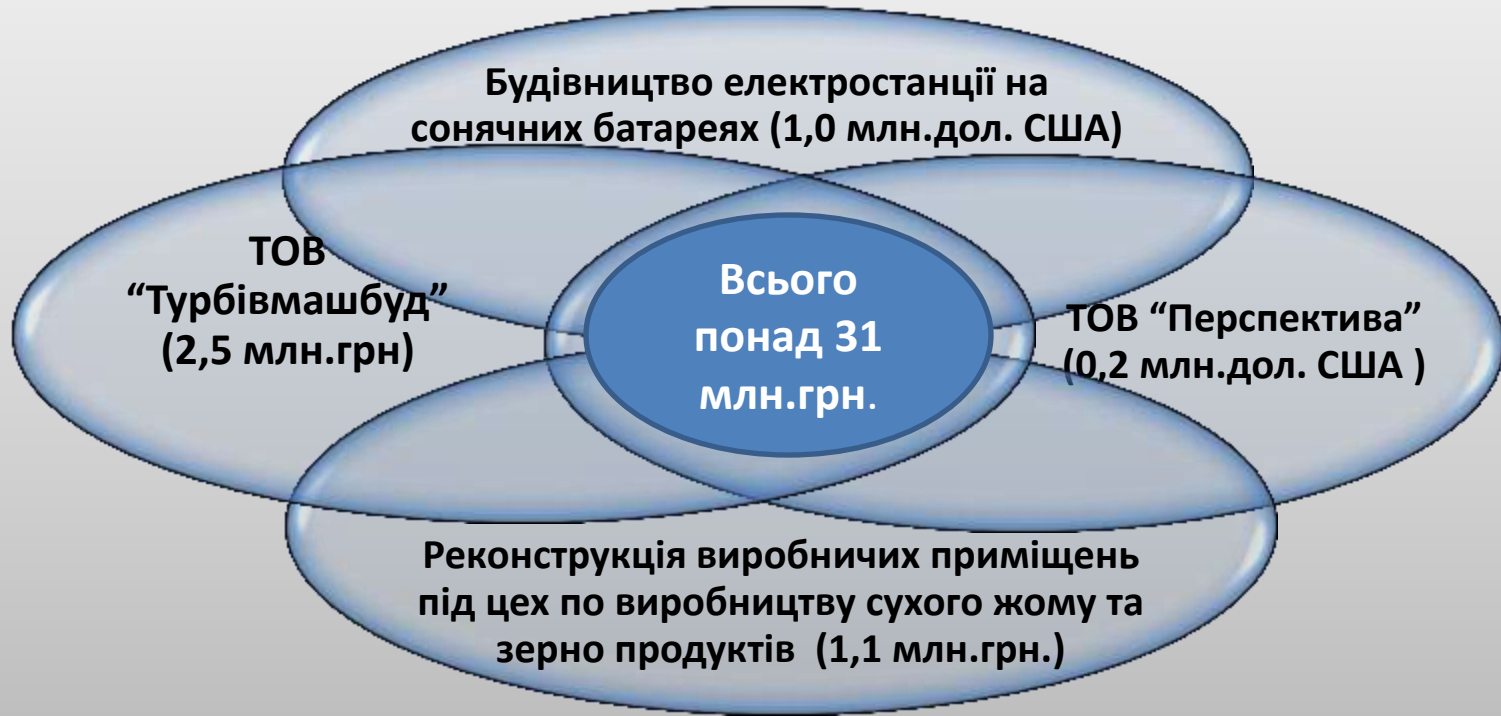 Будівництво електростанції на
сонячних батареях (1,0 млн.дол. США)
ТОВ
“Турбівмашбуд”
(2,5 млн.грн)
Всього
понад 31
млн.грн.
ТОВ “Перспектива”
(0,2 млн.дол. США )
Реконструкція виробничих приміщень
під цех по виробництву сухого жому та
зерно продуктів (1,1 млн.грн.)